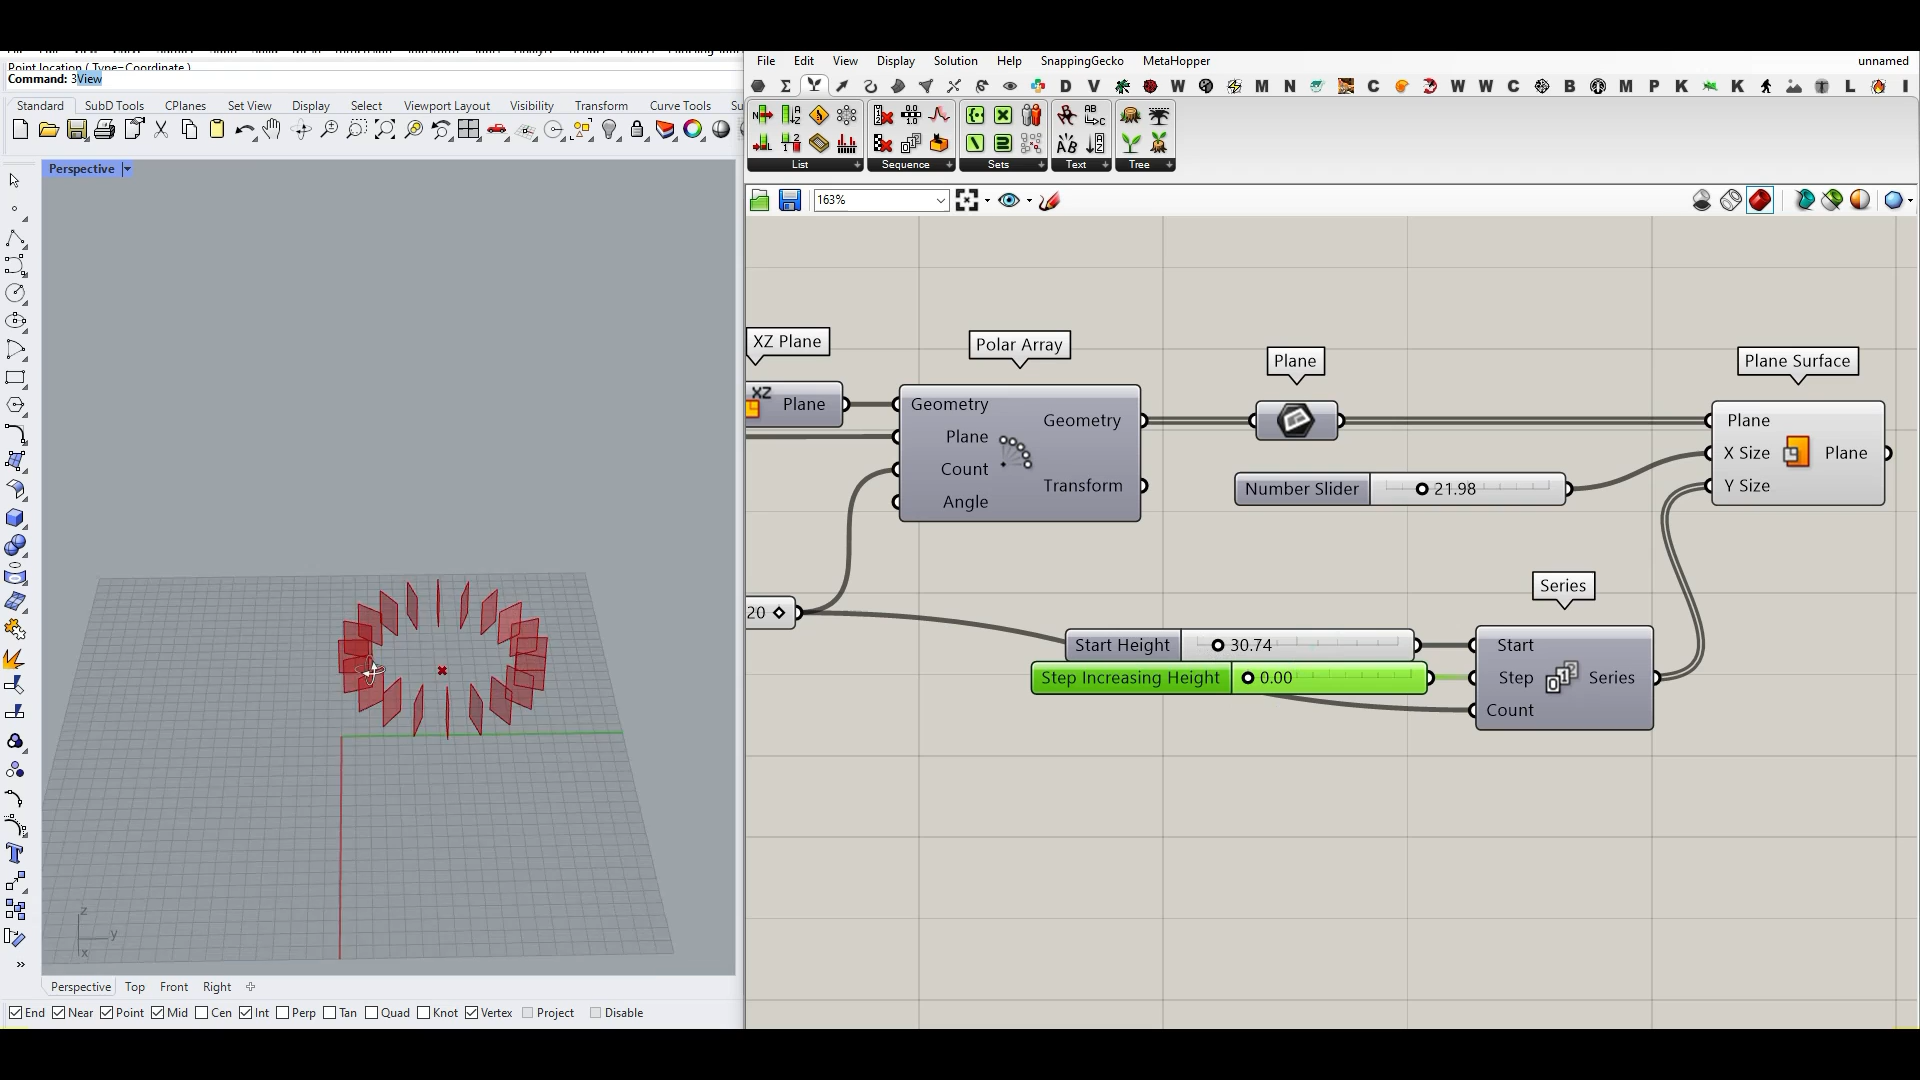 Point location ( Type=Coordinate )
Command: 3View
Standard SubD Tools CPlanes Set View Display Select Viewport Layout Visibility Transform Curve Tools Su
Perspective
z
y
x
Perspective Top Front Right
End Near Point Mid Cen Int Perp Tan Quad Knot Vertex Project Disable
File Edit View Display Solution Help SnappingGecko MetaHopper unnamed
D V W M N C C W W C B M P K K L I
List Sequence Sets Text Tree
163%
XZ Plane
Polar Array
Plane
Plane Surface
XZ
Plane
Geometry
Plane
Count
Angle
Geometry
Transform
Plane
X Size
Y Size
Plane
Number Slider 21.98
20
Series
Start Height 30.74
Step Increasing Height 0.00
Start
Step
Count
Series